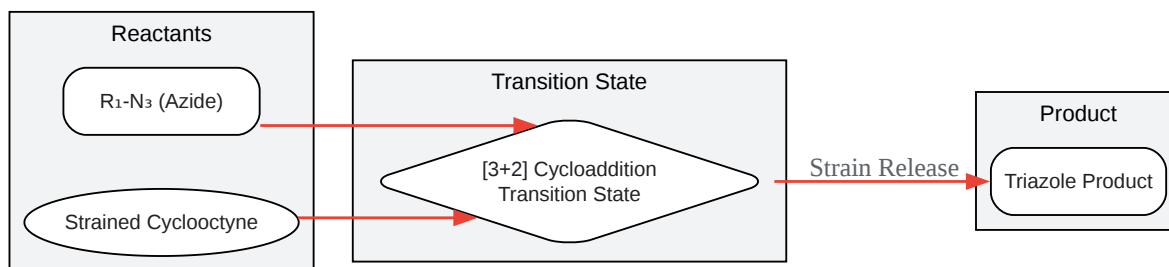 Reactants
R₁-N₃ (Azide)
Strained Cyclooctyne
Transition State
[3+2] Cycloaddition
Transition State
Strain Release
Product
Triazole Product